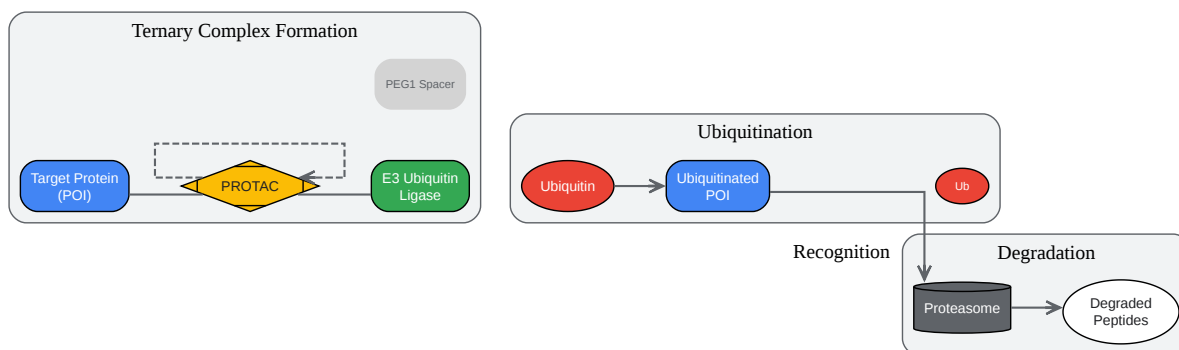 Ternary Complex Formation
PEG1 Spacer
Target Protein
(POI)
PROTAC
E3 Ubiquitin
Ligase
Ubiquitination
Ubiquitin
Ubiquitinated
POI
Ub
Recognition
Degradation
Proteasome
Degraded
Peptides